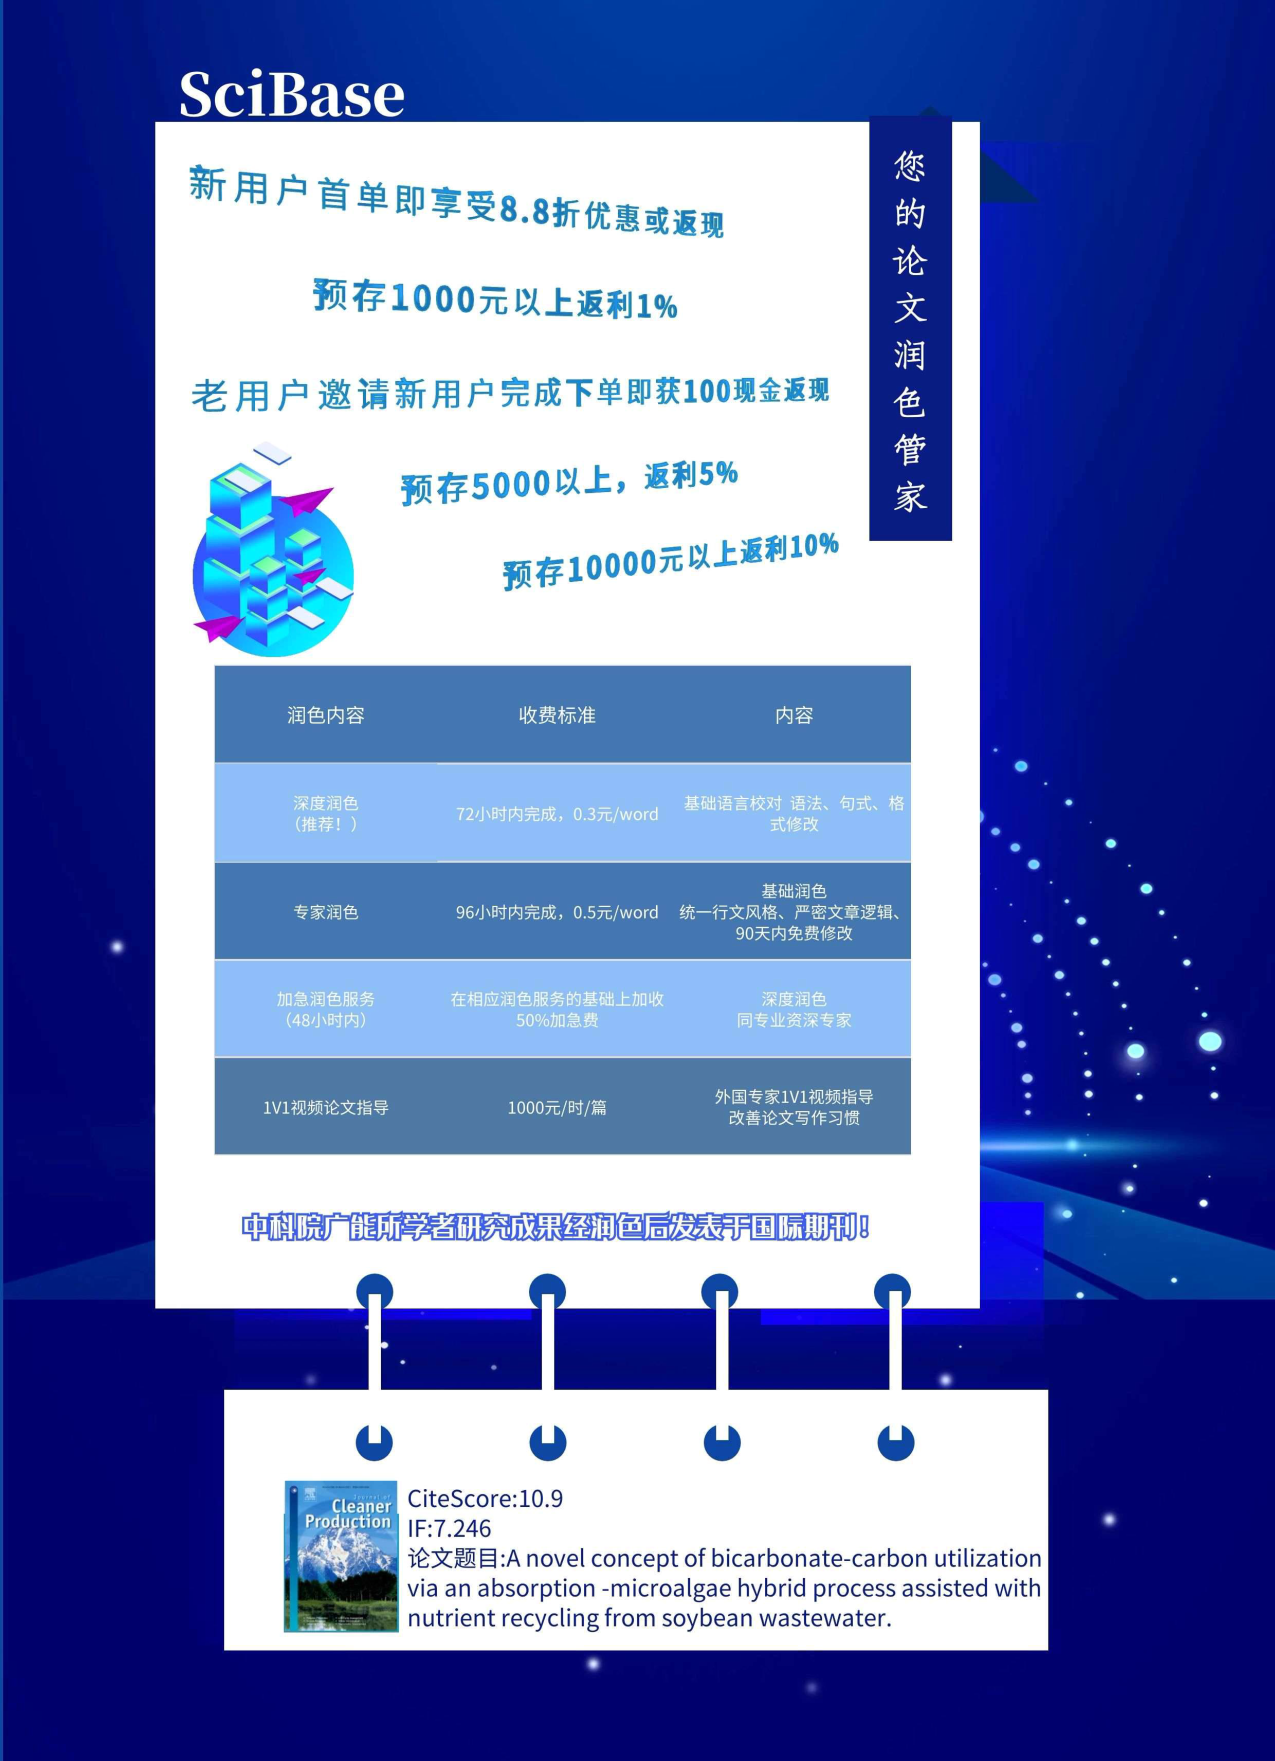 SciBase
您的论文润色管家
新用户首单即享受8.8折优惠或返现
预存1000元以上返利1%
老用户邀请新用户完成下单即获100现金返现
预存5000以上，返利5%
预存10000元以上返利10%
润色内容 收费标准 内容
深度润色
（推荐！）
72小时内完成，0.3元/word
基础语言校对 语法、句式、格
式修改
专家润色
96小时内完成，0.5元/word
基础润色
统一行文风格、严密文章逻辑、
90天内免费修改
加急润色服务
（48小时内）
在相应润色服务的基础上加收
50%加急费
深度润色
同专业资深专家
1V1视频论文指导
1000元/时/篇
外国专家1V1视频指导
改善论文写作习惯
中科院广能所学者研究成果经润色后发表于国际期刊！
Journal of
Cleaner
Production
CiteScore:10.9
IF:7.246
论文题目:A novel concept of bicarbonate-carbon utilization
via an absorption -microalgae hybrid process assisted with
nutrient recycling from soybean wastewater.